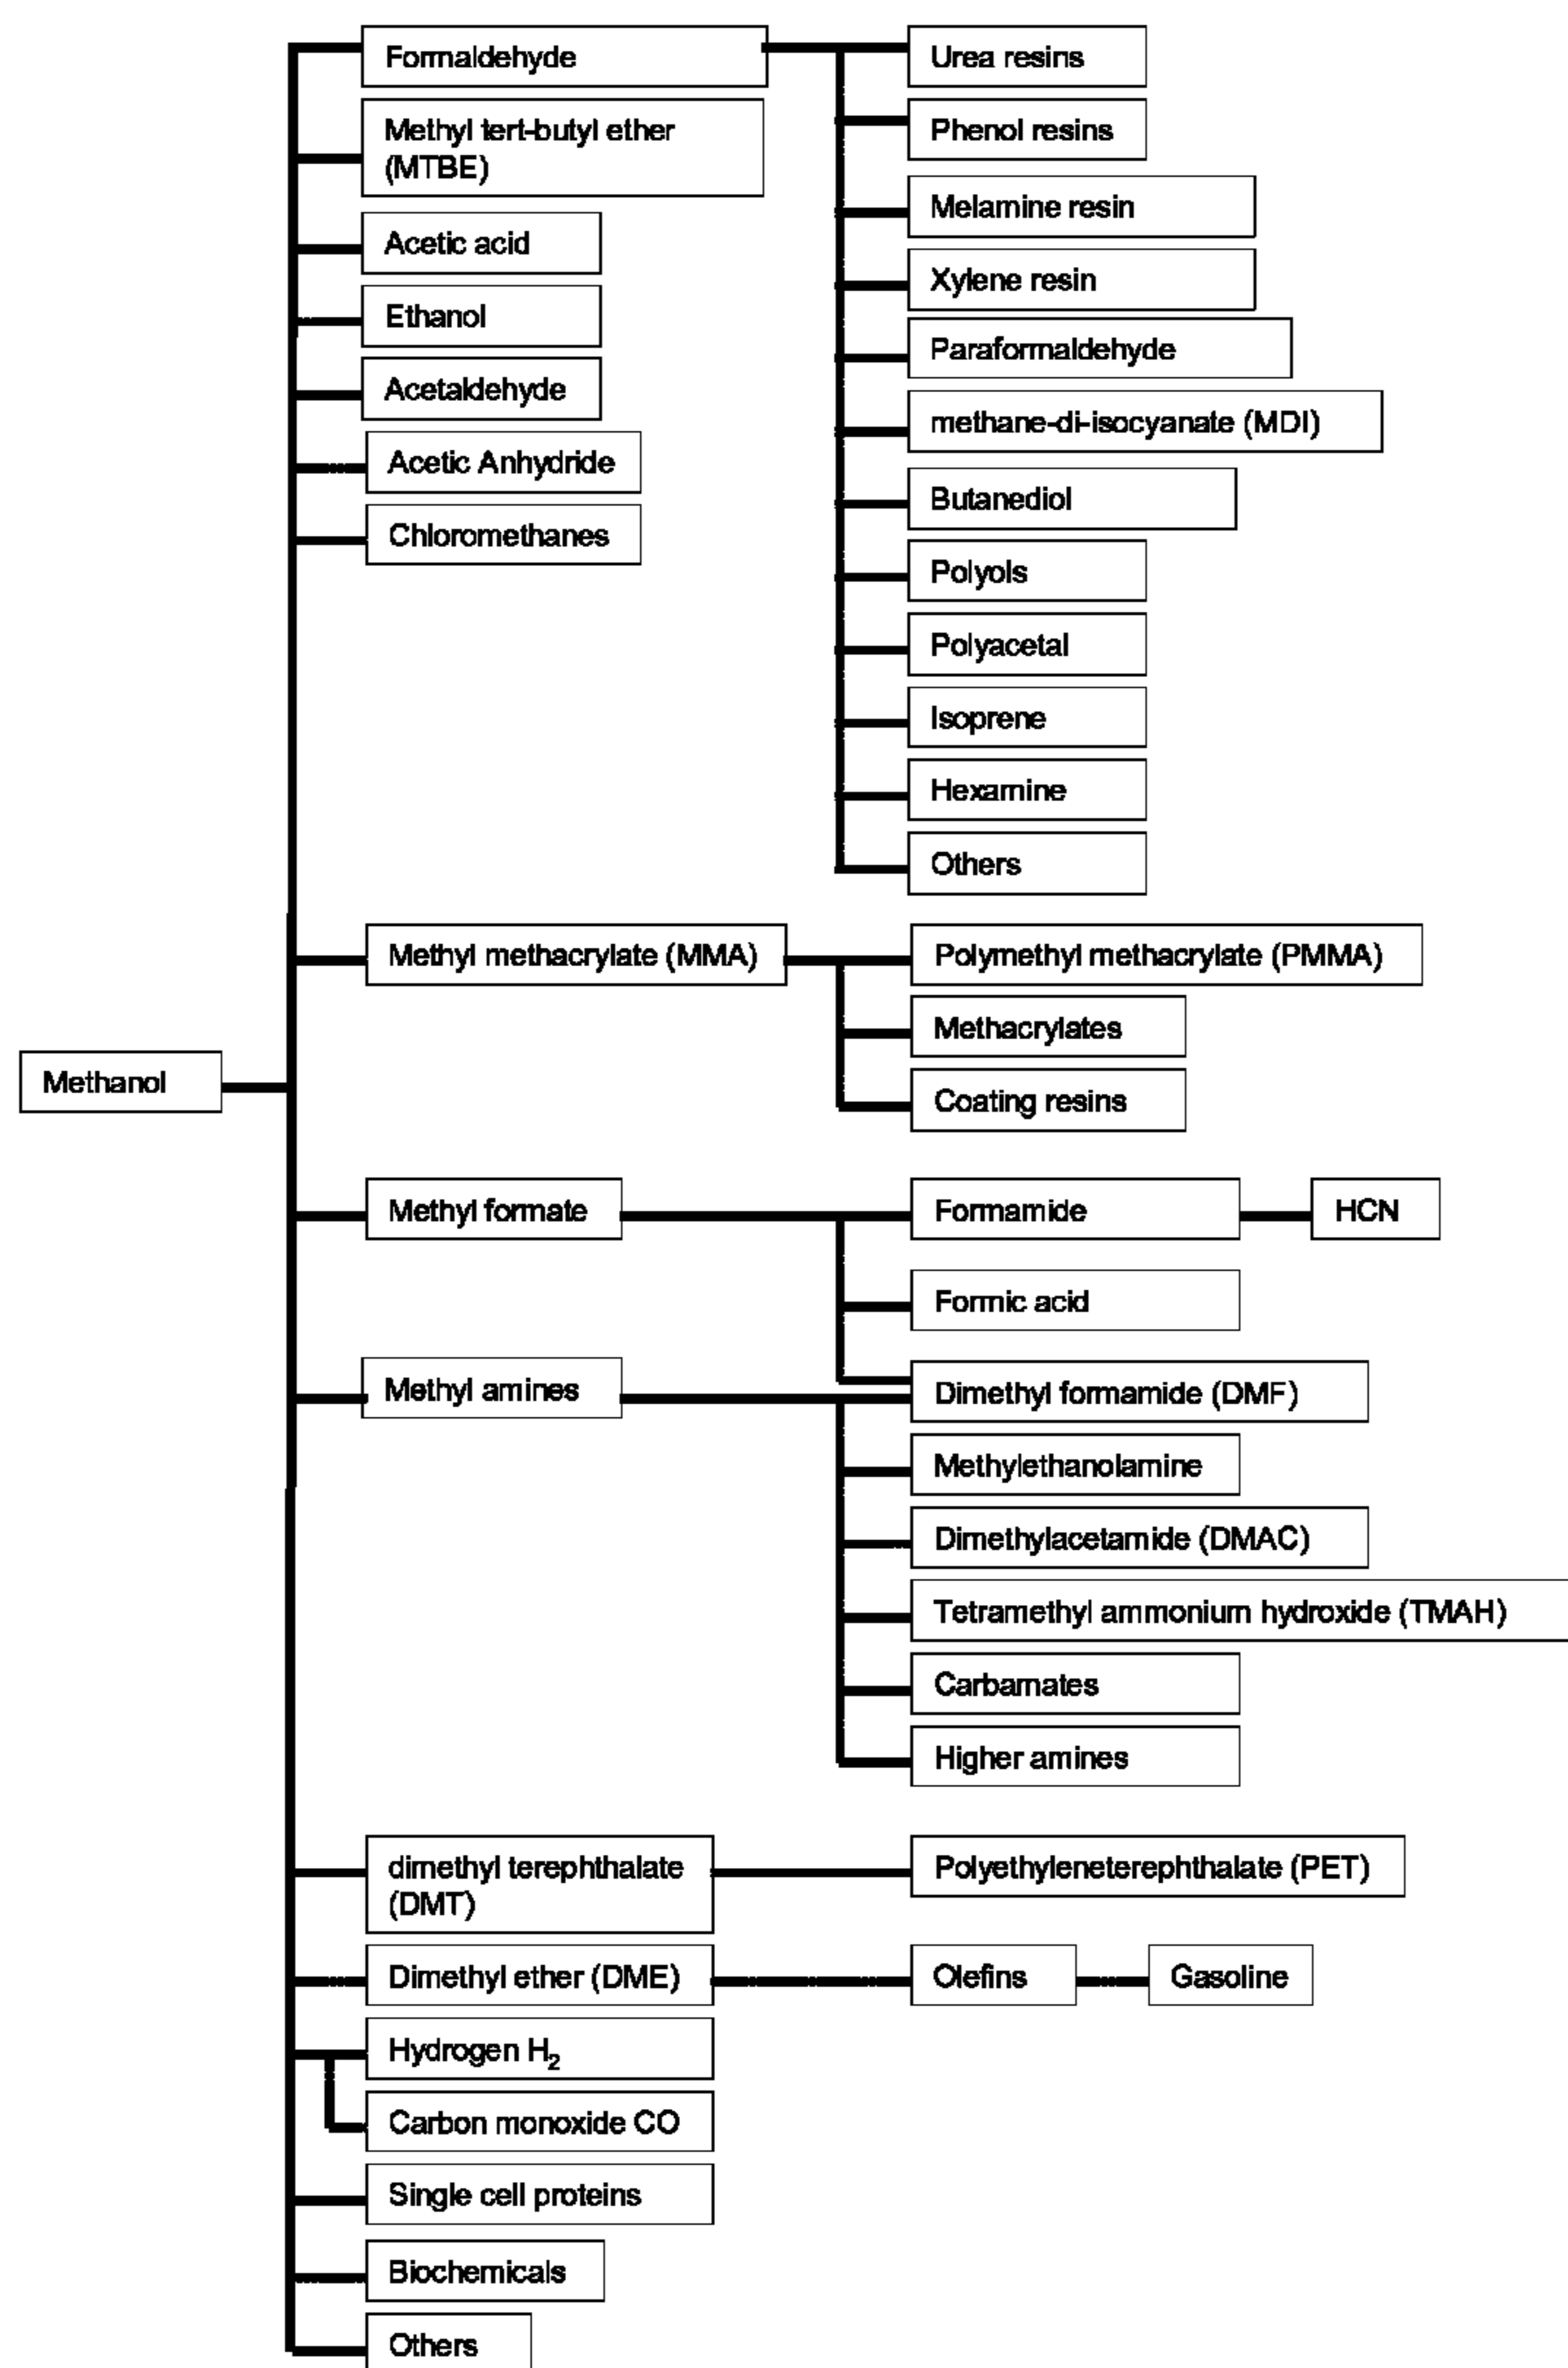 Formaldehyde
Urea resins
Methyl tert-butyl ether
(MTBE)
Phenol resins
Acetic acid
Melamine resin
Ethanol
Xylene resin
Acetaldehyde
Paraformaldehyde
Acetic Anhydride
methane-di-isocyanate (MDI)
Chloromethanes
Butanediol
Polyols
Polyacetal
Isoprene
Hexamine
Others
Methyl methacrylate (MMA)
Polymethyl methacrylate (PMMA)
Methacrylates
Methanol
Coating resins
Methyl formate
Formamide
HCN
Formic acid
Methyl amines
Dimethyl formamide (DMF)
Methylethanolamine
Dimethylacetamide (DMAC)
Tetramethyl ammonium hydroxide (TMAH)
Carbamates
Higher amines
dimethyl terephthalate
(DMT)
Polyethyleneterephthalate (PET)
Dimethyl ether (DME)
Olefins
Gasoline
Hydrogen H₂
Carbon monoxide CO
Single cell proteins
Biochemicals
Others